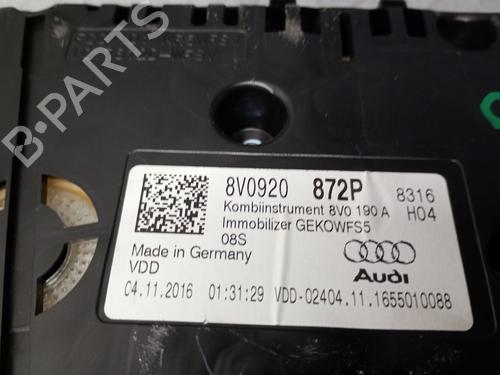 B-PARTS
8V0920 872P 8316
Kombiinstrument 8V0 190 A H04
Immobilizer GEKOWFS5
08S
Made in Germany
VDD
Audi
04.11.2016 01:31:29 VDD-02404.11.1655010088